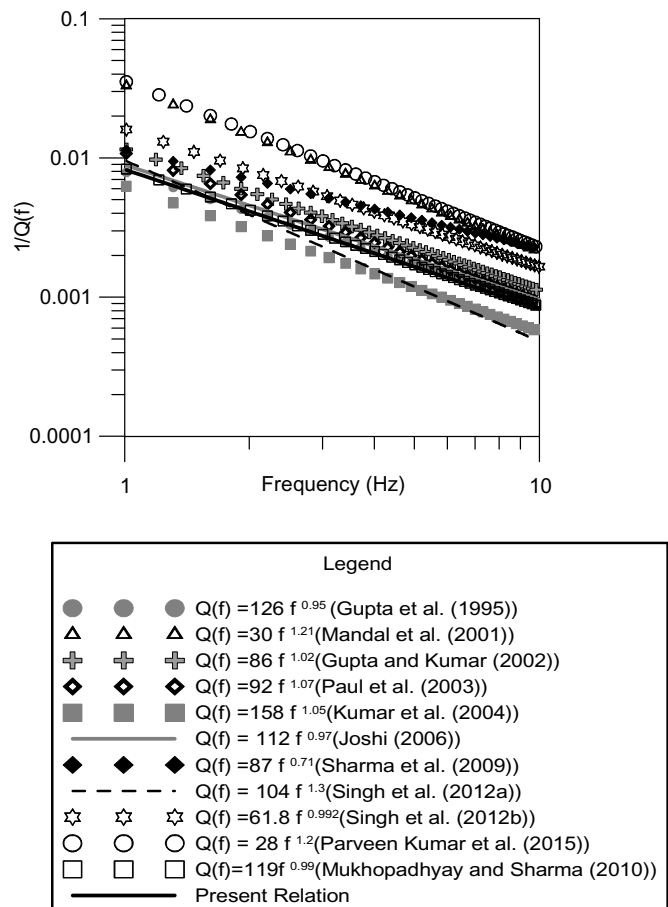 0.1
0.01
0.001
0.0001
1/Q(f)
1
Frequency (Hz)
10
Legend
Q(f) =126 f 0.95 (Gupta et al. (1995))
Q(f) =30 f 1.21(Mandal et al. (2001))
Q(f) =86 f 1.02(Gupta and Kumar (2002))
Q(f) =92 f 1.07(Paul et al. (2003))
Q(f) =158 f 1.05(Kumar et al. (2004))
Q(f) = 112 f 0.97(Joshi (2006))
Q(f) =87 f 0.71(Sharma et al. (2009))
Q(f) = 104 f 1.3(Singh et al. (2012a))
Q(f) =61.8 f 0.992(Singh et al. (2012b))
Q(f) = 28 f 1.2(Parveen Kumar et al. (2015))
Q(f)=119f 0.99(Mukhopadhyay and Sharma (2010))
Present Relation